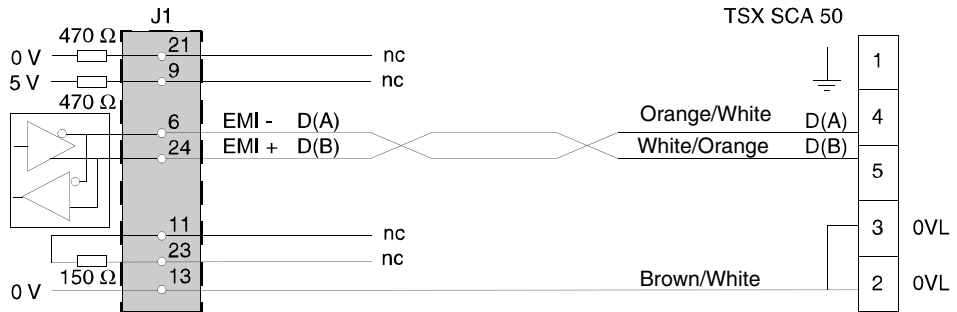 J1 TSX SCA 50
470 Ω 21 nc
0 V
9 nc 1
5 V
470 Ω
6 EMI - D(A) Orange/White D(A) 4
24 EMI + D(B) White/Orange D(B)
5
11 nc 3 0VL
23 nc
150 Ω 13 Brown/White 2 0VL
0 V